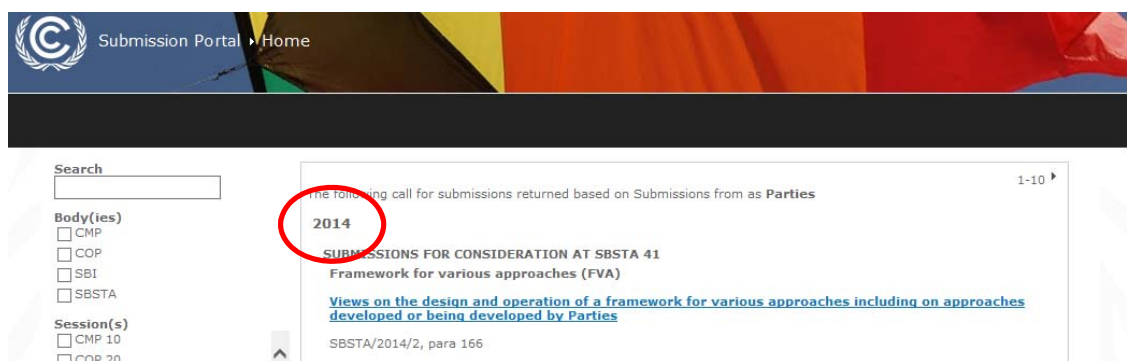 Submission Portal Home
Search
Body(ies)
CMP
COP
SBI
SBSTA
Session(s)
CMP 10
COP 20
1-10
The following call for submissions returned based on Submissions from as Parties
2014
SUBMISSIONS FOR CONSIDERATION AT SBSTA 41
Framework for various approaches (FVA)
Views on the design and operation of a framework for various approaches including on approaches
developed or being developed by Parties
SBSTA/2014/2, para 166